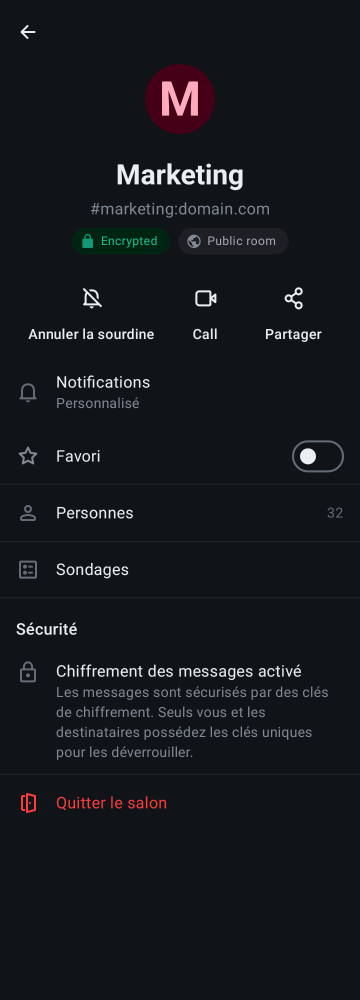 M
Marketing
#marketing:domain.com
Encrypted
Public room
Annuler la sourdine
Call
Partager
Notifications
Personnalisé
Favori
Personnes
32
Sondages
Sécurité
Chiffrement des messages activé
Les messages sont sécurisés par des clés
de chiffrement. Seuls vous et les
destinataires possédez les clés uniques
pour les déverrouiller.
Quitter le salon